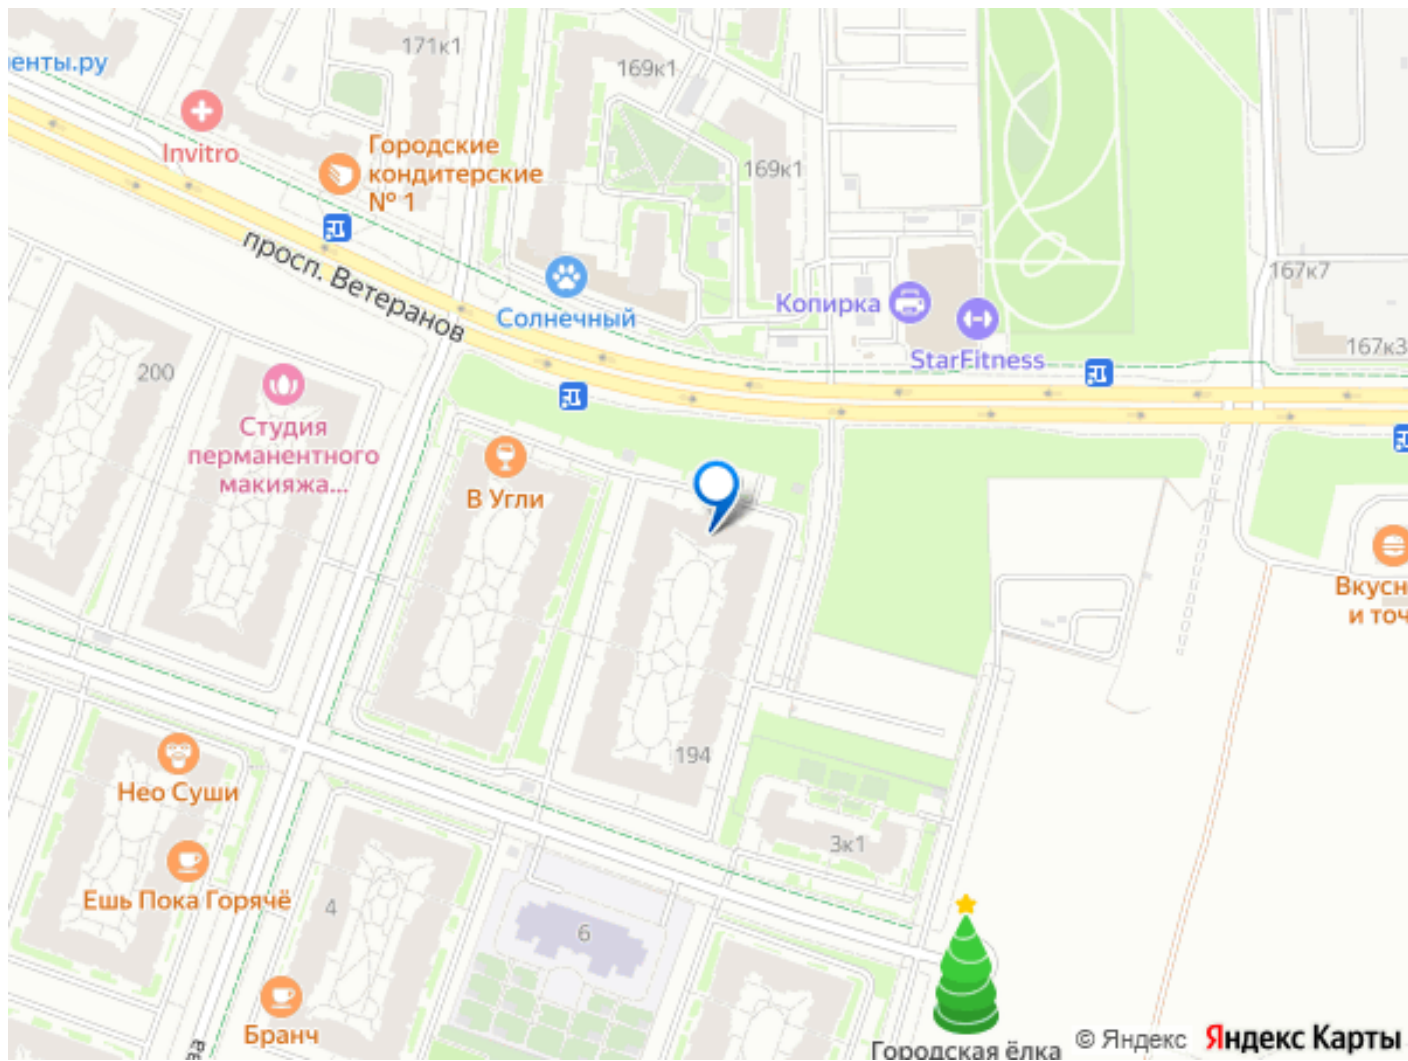 171к1
169к1
енты.ру
Invitro
Городские
кондитерские
№ 1
169к1
просп. Ветеранов
Солнечный
Копирка
StarFitness
167к7
167к3
200
Студия
перманентного
макияжа...
В Угли
Вкусн
и точ
194
Нео Суши
3к1
Ешь Пока Горячё
4
6
Бранч
ва
Городская ёлка
© Яндекс Яндекс Карты